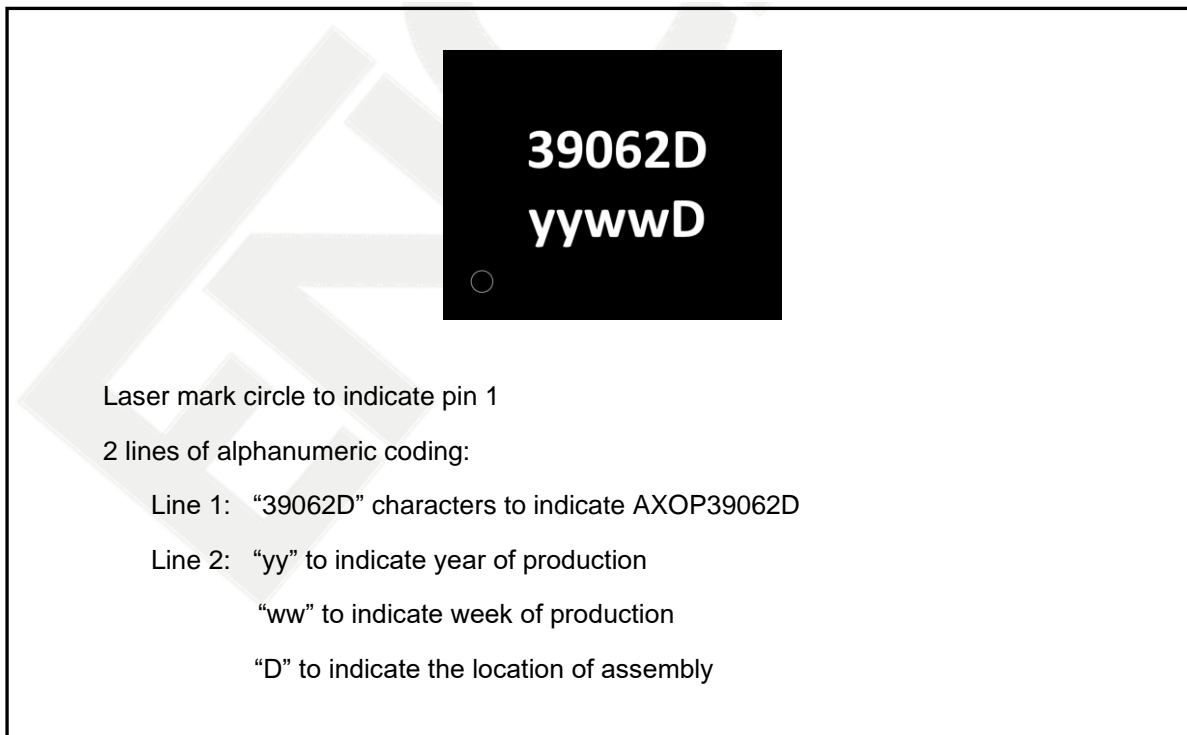 39062D
yywwD
Laser mark circle to indicate pin 1
2 lines of alphanumeric coding:
Line 1: “39062D” characters to indicate AXOP39062D
Line 2: “yy” to indicate year of production
“ww” to indicate week of production
“D” to indicate the location of assembly